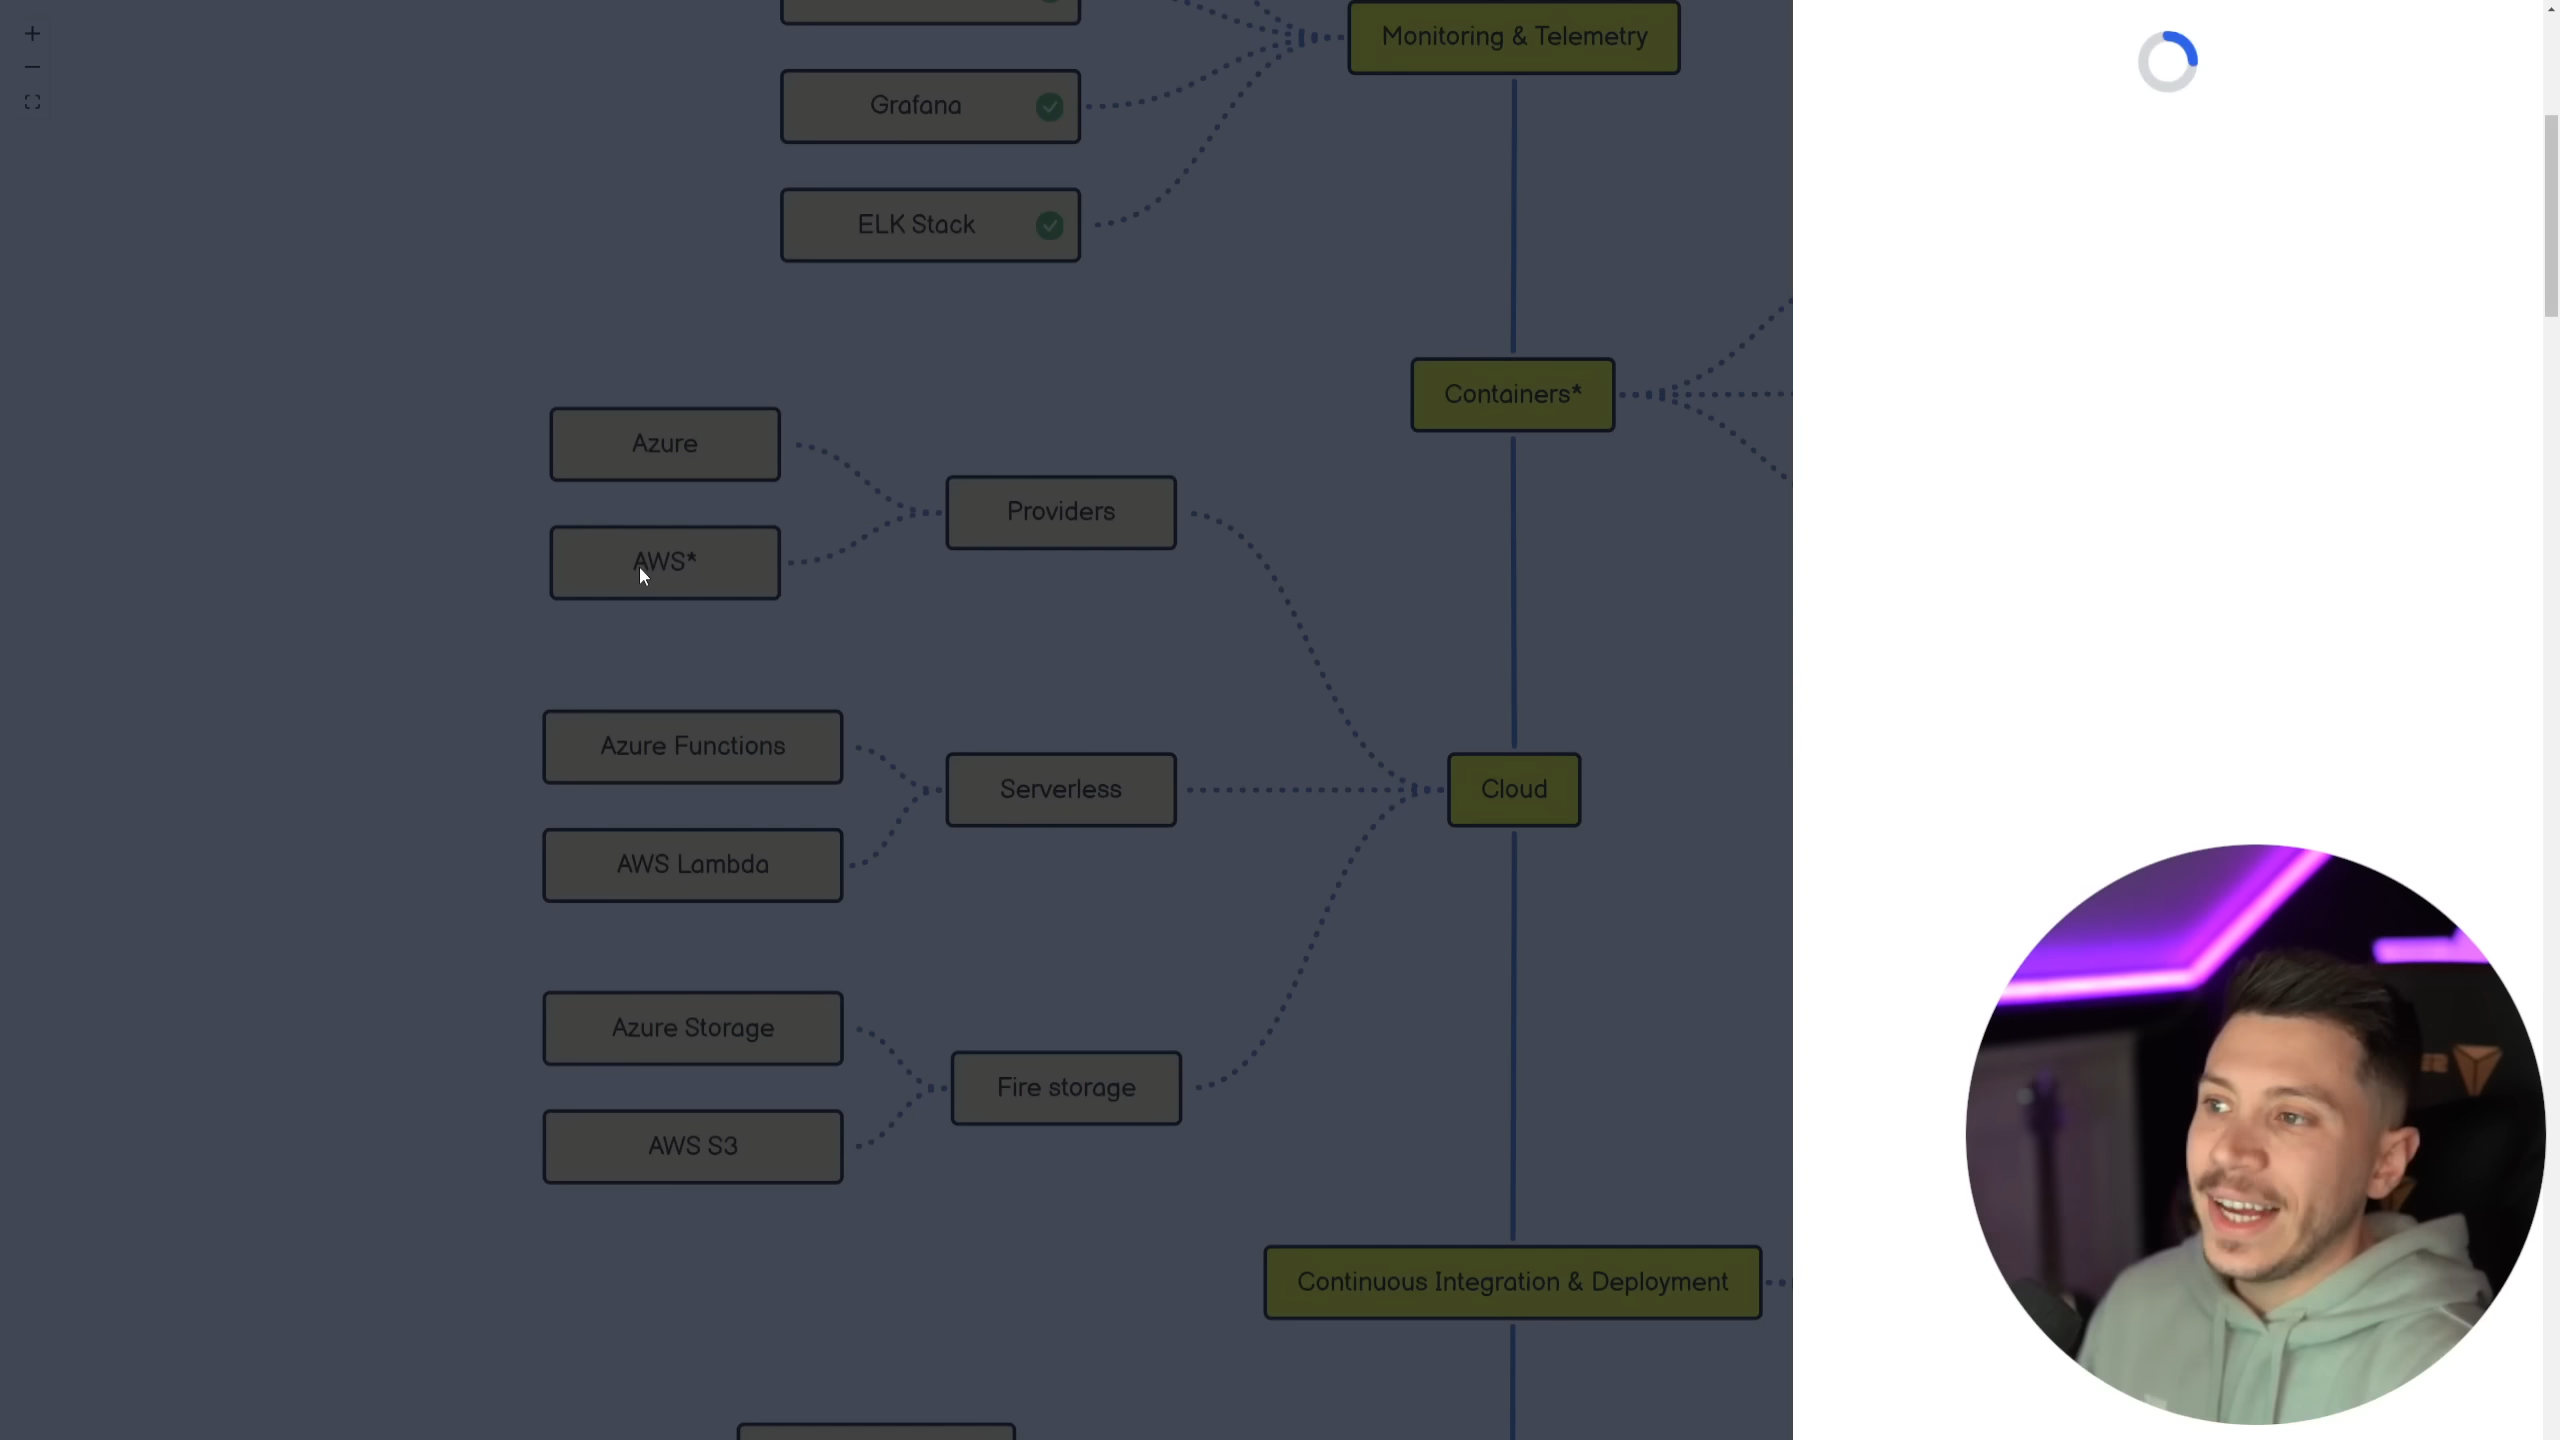 Monitoring & Telemetry
Grafana
ELK Stack
Containers*
Azure
Providers
AWS*
Azure Functions
Serverless
Cloud
AWS Lambda
Azure Storage
Fire storage
AWS S3
Continuous Integration & Deployment